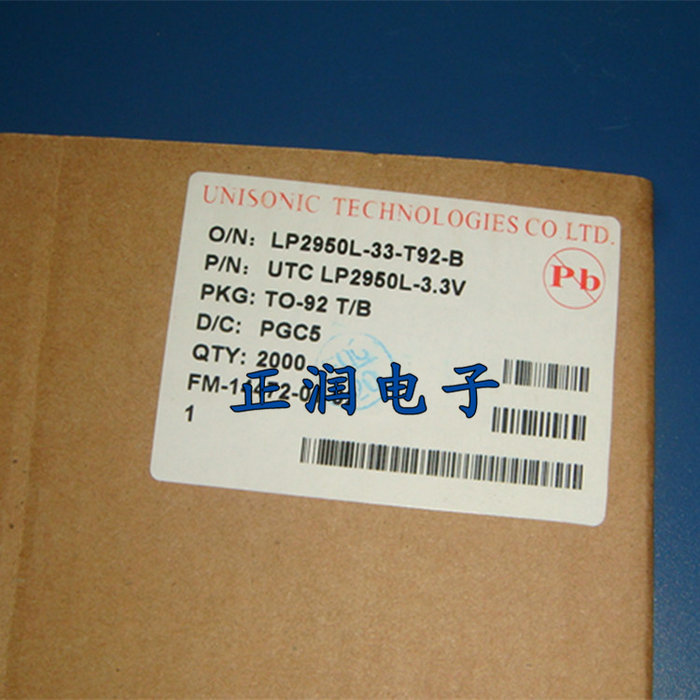 UNISONIC TECHNOLOGIES CO LTD.
O/N: LP2950L-33-T92-B
P/N: UTC LP2950L-3.3V
Pb
PKG: TO-92 T/B
D/C: PGC5
QTY: 2000
正润电子
1